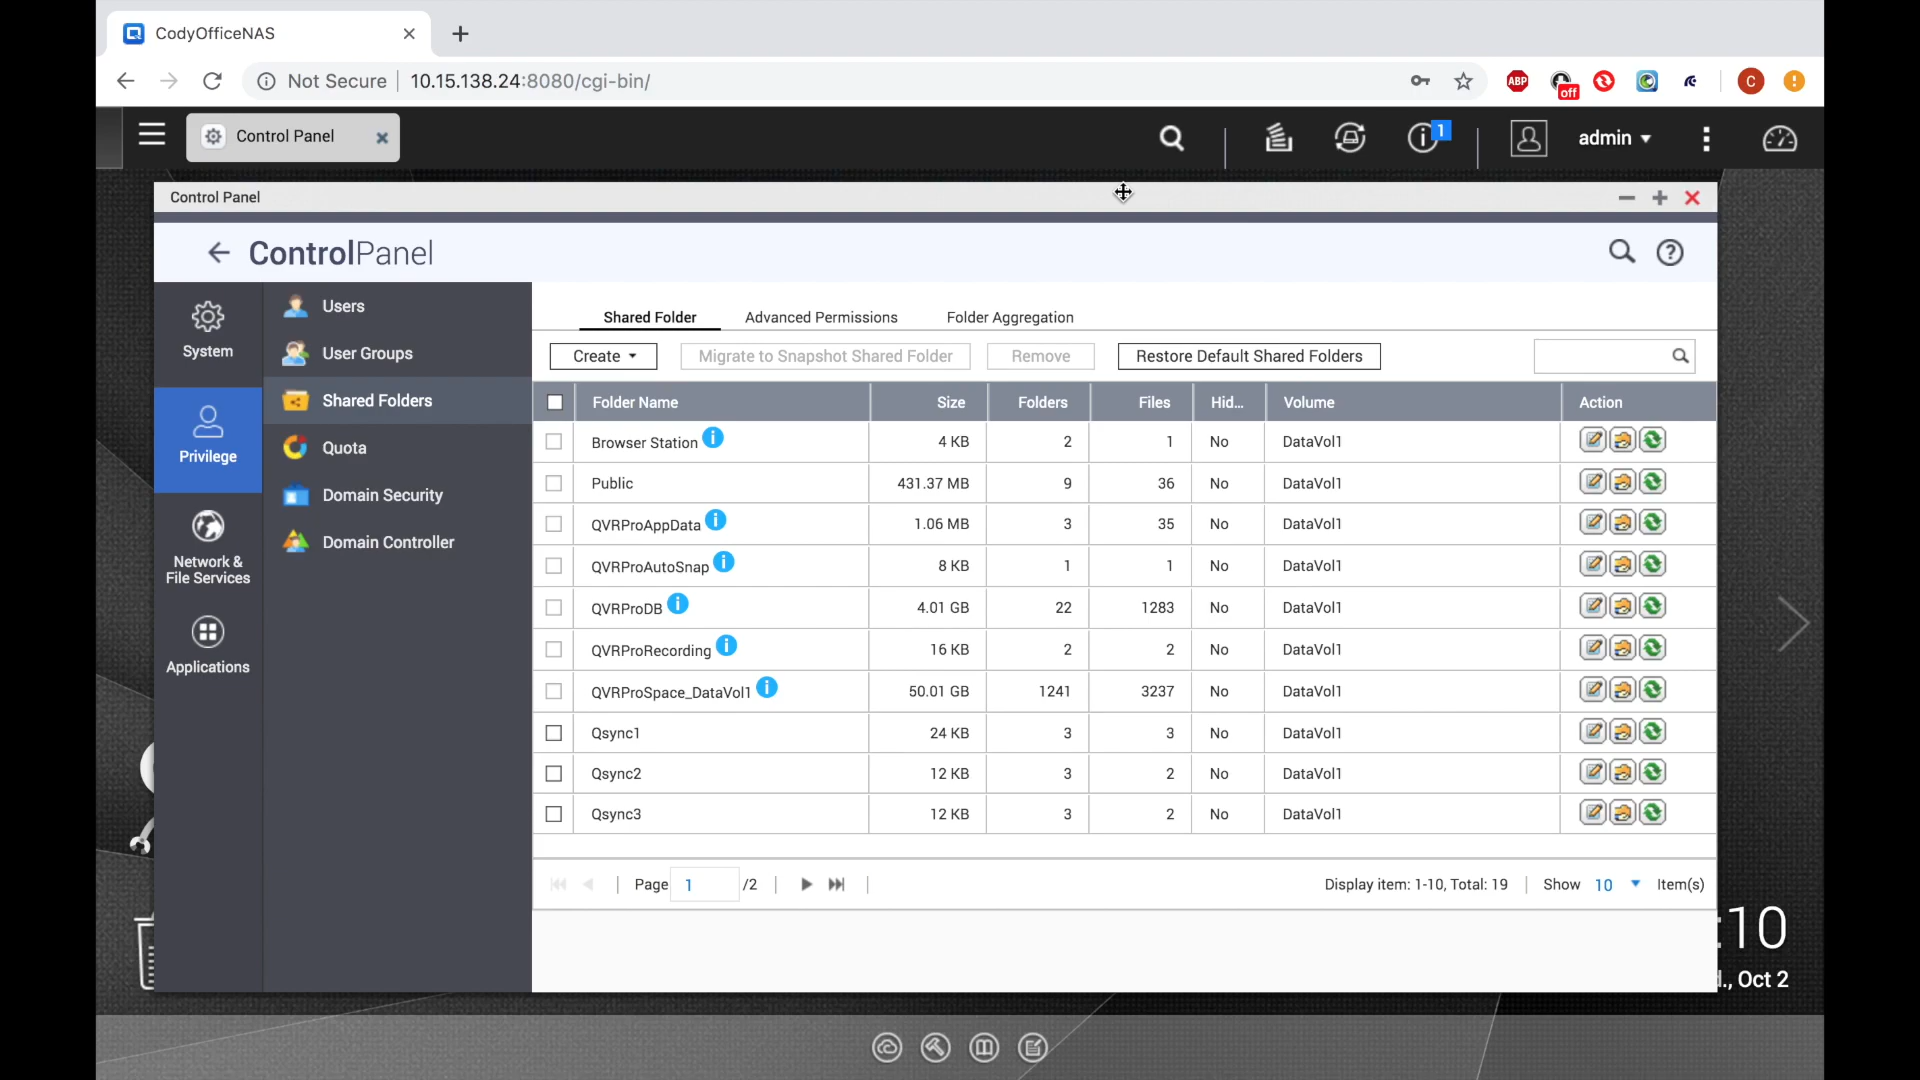 CodyOfficeNAS
Not Secure 10.15.138.24:8080/cgi-bin/
ABP
off
C
Control Panel
1
admin
Control Panel
ControlPanel
System
Privilege
Network &
File Services
Applications
Users
User Groups
Shared Folders
Quota
Domain Security
Domain Controller
Shared Folder Advanced Permissions Folder Aggregation
Create Migrate to Snapshot Shared Folder Remove Restore Default Shared Folders
Folder Name Size Folders Files Hid... Volume Action
Browser Station 4 KB 2 1 No DataVol1
Public 431.37 MB 9 36 No DataVol1
QVRProAppData 1.06 MB 3 35 No DataVol1
QVRProAutoSnap 8 KB 1 1 No DataVol1
QVRProDB 4.01 GB 22 1283 No DataVol1
QVRProRecording 16 KB 2 2 No DataVol1
QVRProSpace_DataVol1 50.01 GB 1241 3237 No DataVol1
Qsync1 24 KB 3 3 No DataVol1
Qsync2 12 KB 3 2 No DataVol1
Qsync3 12 KB 3 2 No DataVol1
Page 1 /2 Display item: 1-10, Total: 19 Show 10 Item(s)
:10
., Oct 2